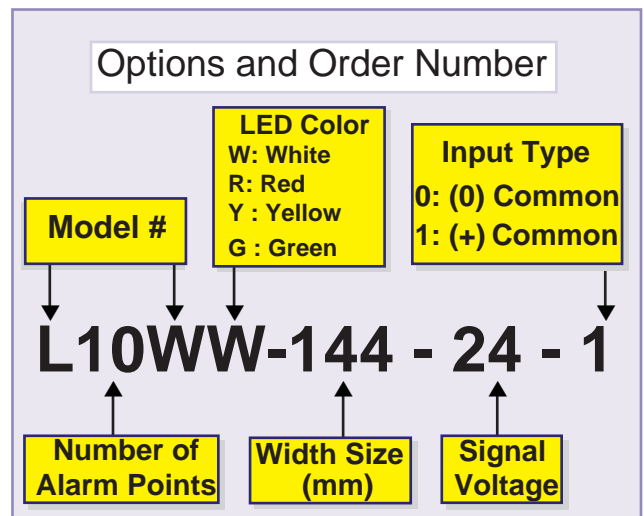 Options and Order Number
LED Color
W: White
R: Red
Y : Yellow
G : Green
Input Type
0: (0) Common
1: (+) Common
Model #
L10WW-144 - 24 - 1
Number of
Alarm Points
Width Size
(mm)
Signal
Voltage